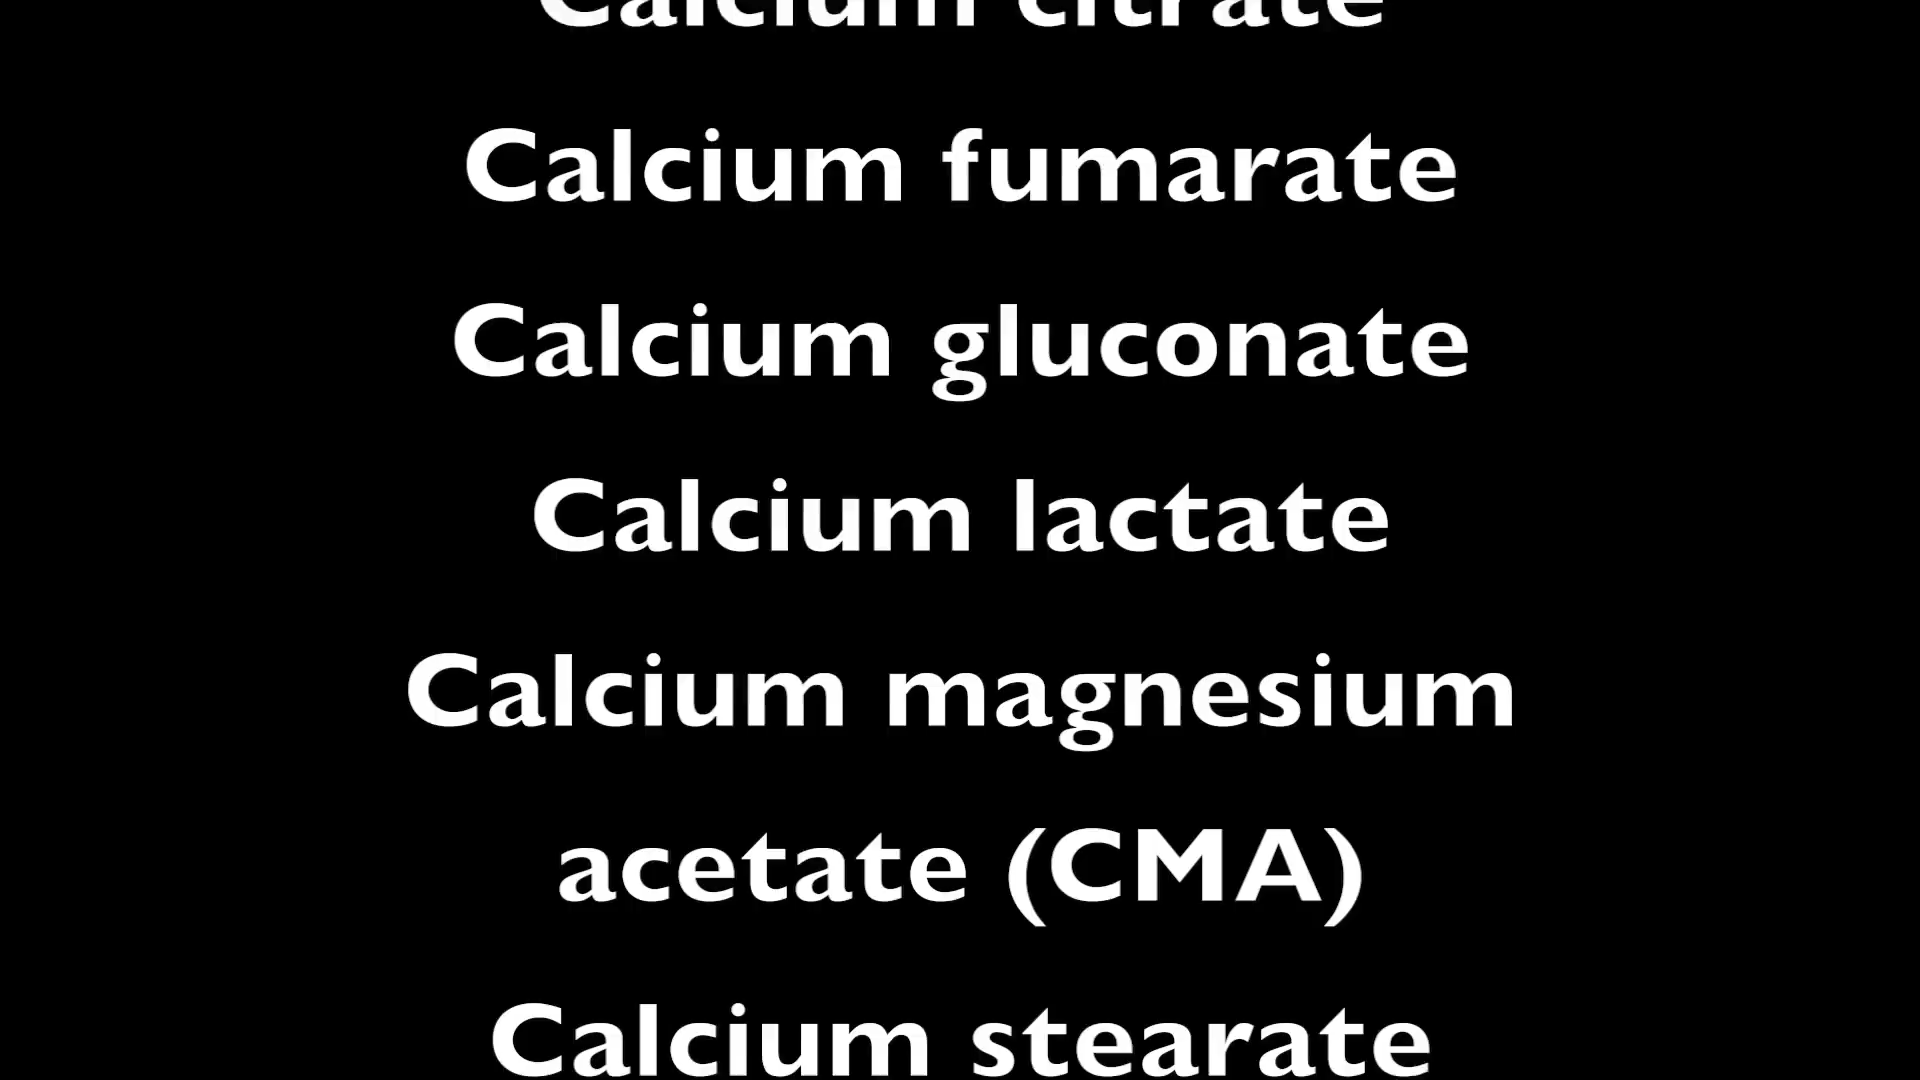 Calcium citrate
Calcium fumarate
Calcium gluconate
Calcium lactate
Calcium magnesium
acetate (CMA)
Calcium stearate